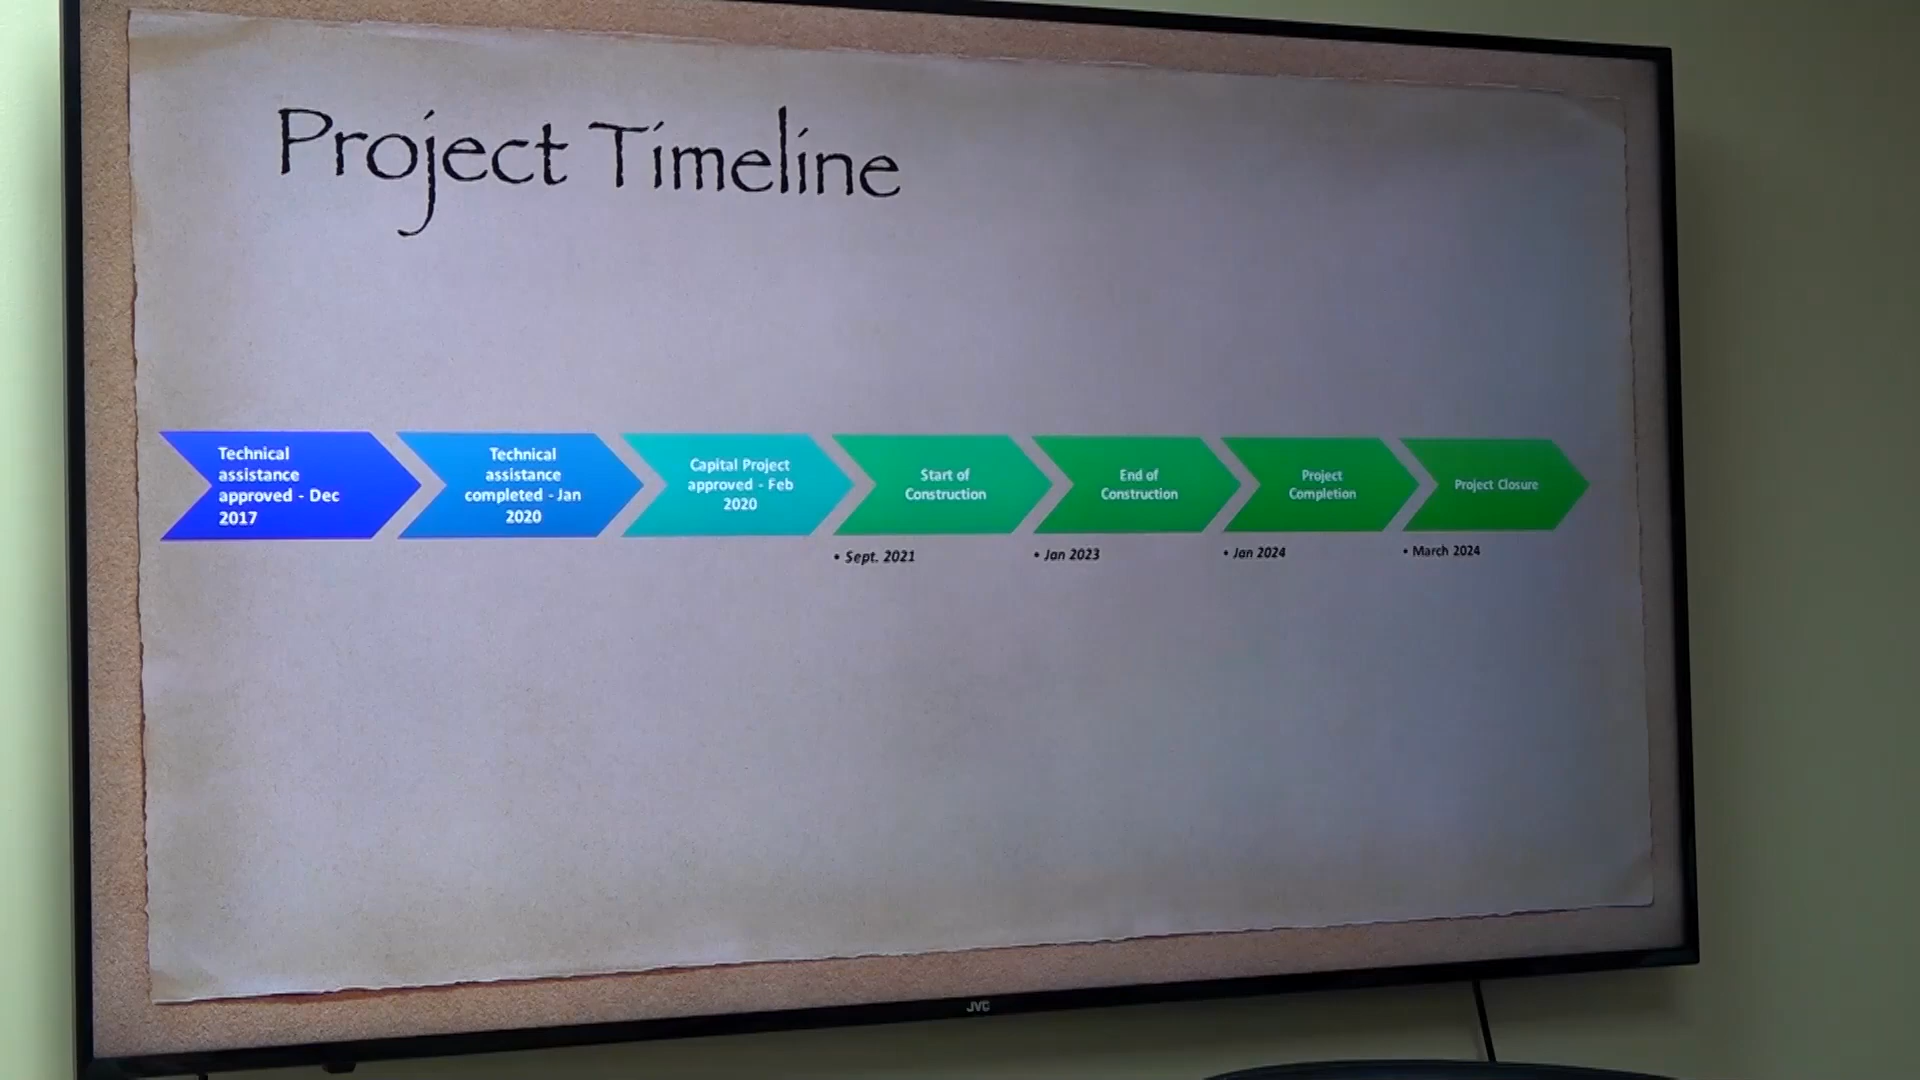 Project Timeline
Technical
assistance
approved - Dec
2017
Technical
assistance
completed - Jan
2020
Capital Project
approved - Feb
2020
Start of
Construction
• Sept. 2021
End of
Construction
• Jan 2023
Project
Completion
• Jan 2024
Project Closure
• March 2024
JVC